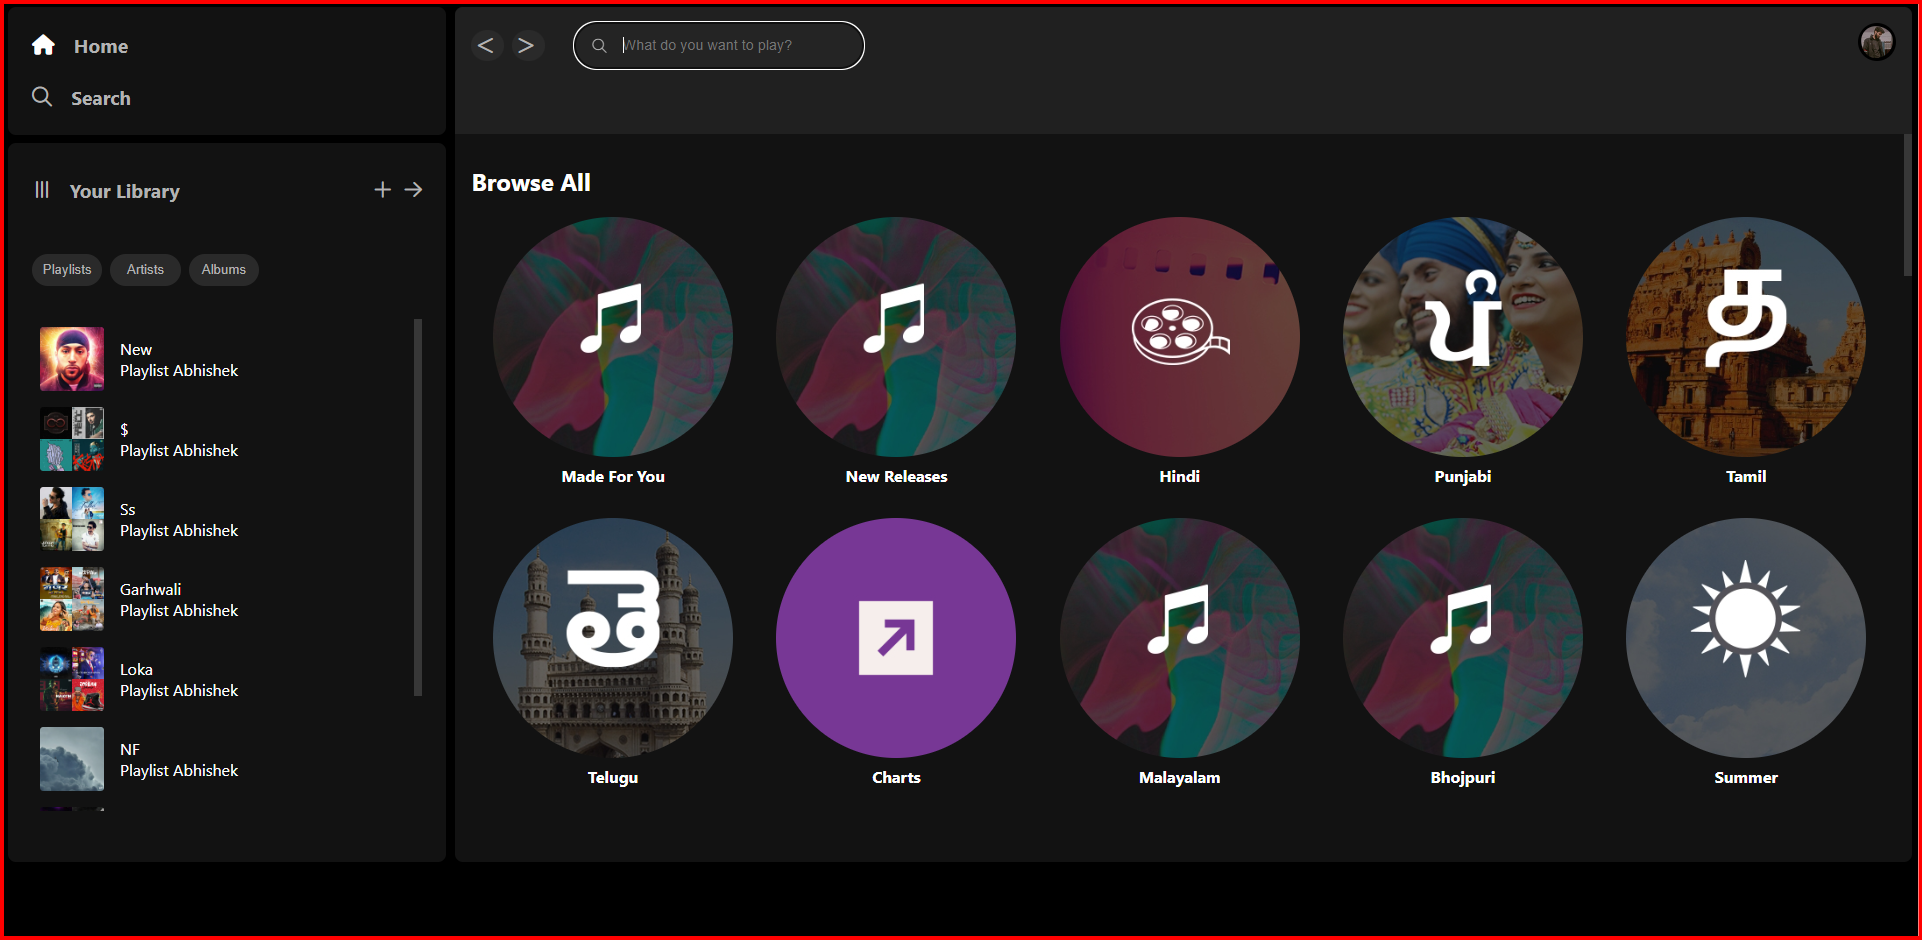 Home
Search
Your Library
Playlists
Artists
Albums
New
Playlist Abhishek
$
Playlist Abhishek
Ss
Playlist Abhishek
Garhwali
Playlist Abhishek
Loka
Playlist Abhishek
NF
Playlist Abhishek
< >
What do you want to play?
Browse All
Made For You
New Releases
Hindi
ਪੰ
Punjabi
த
Tamil
తె
Telugu
Charts
Malayalam
Bhojpuri
Summer